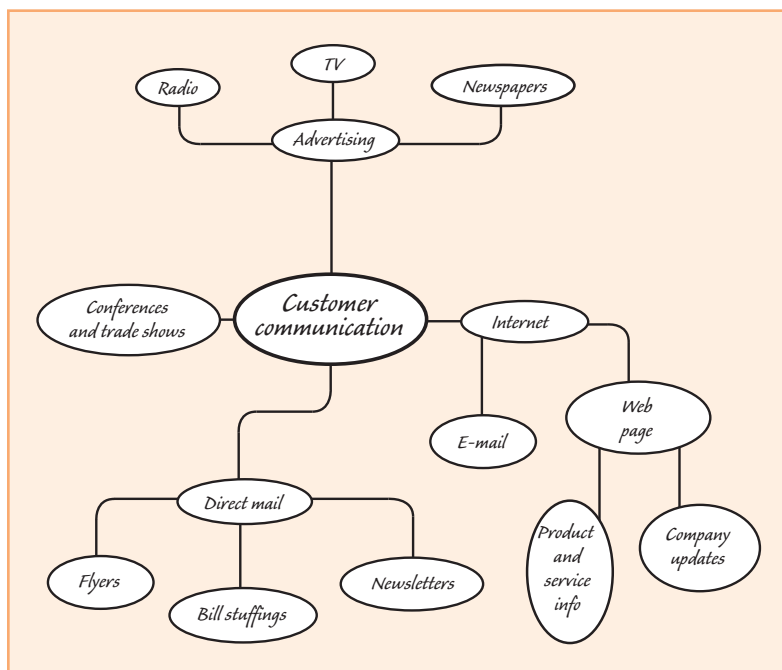 TV
Radio
Newspapers
Advertising
Conferences
and trade shows
Customer
communication
Internet
Web
page
E-mail
Direct mail
Product
and
service
info
Company
updates
Flyers
Bill stuffings
Newsletters